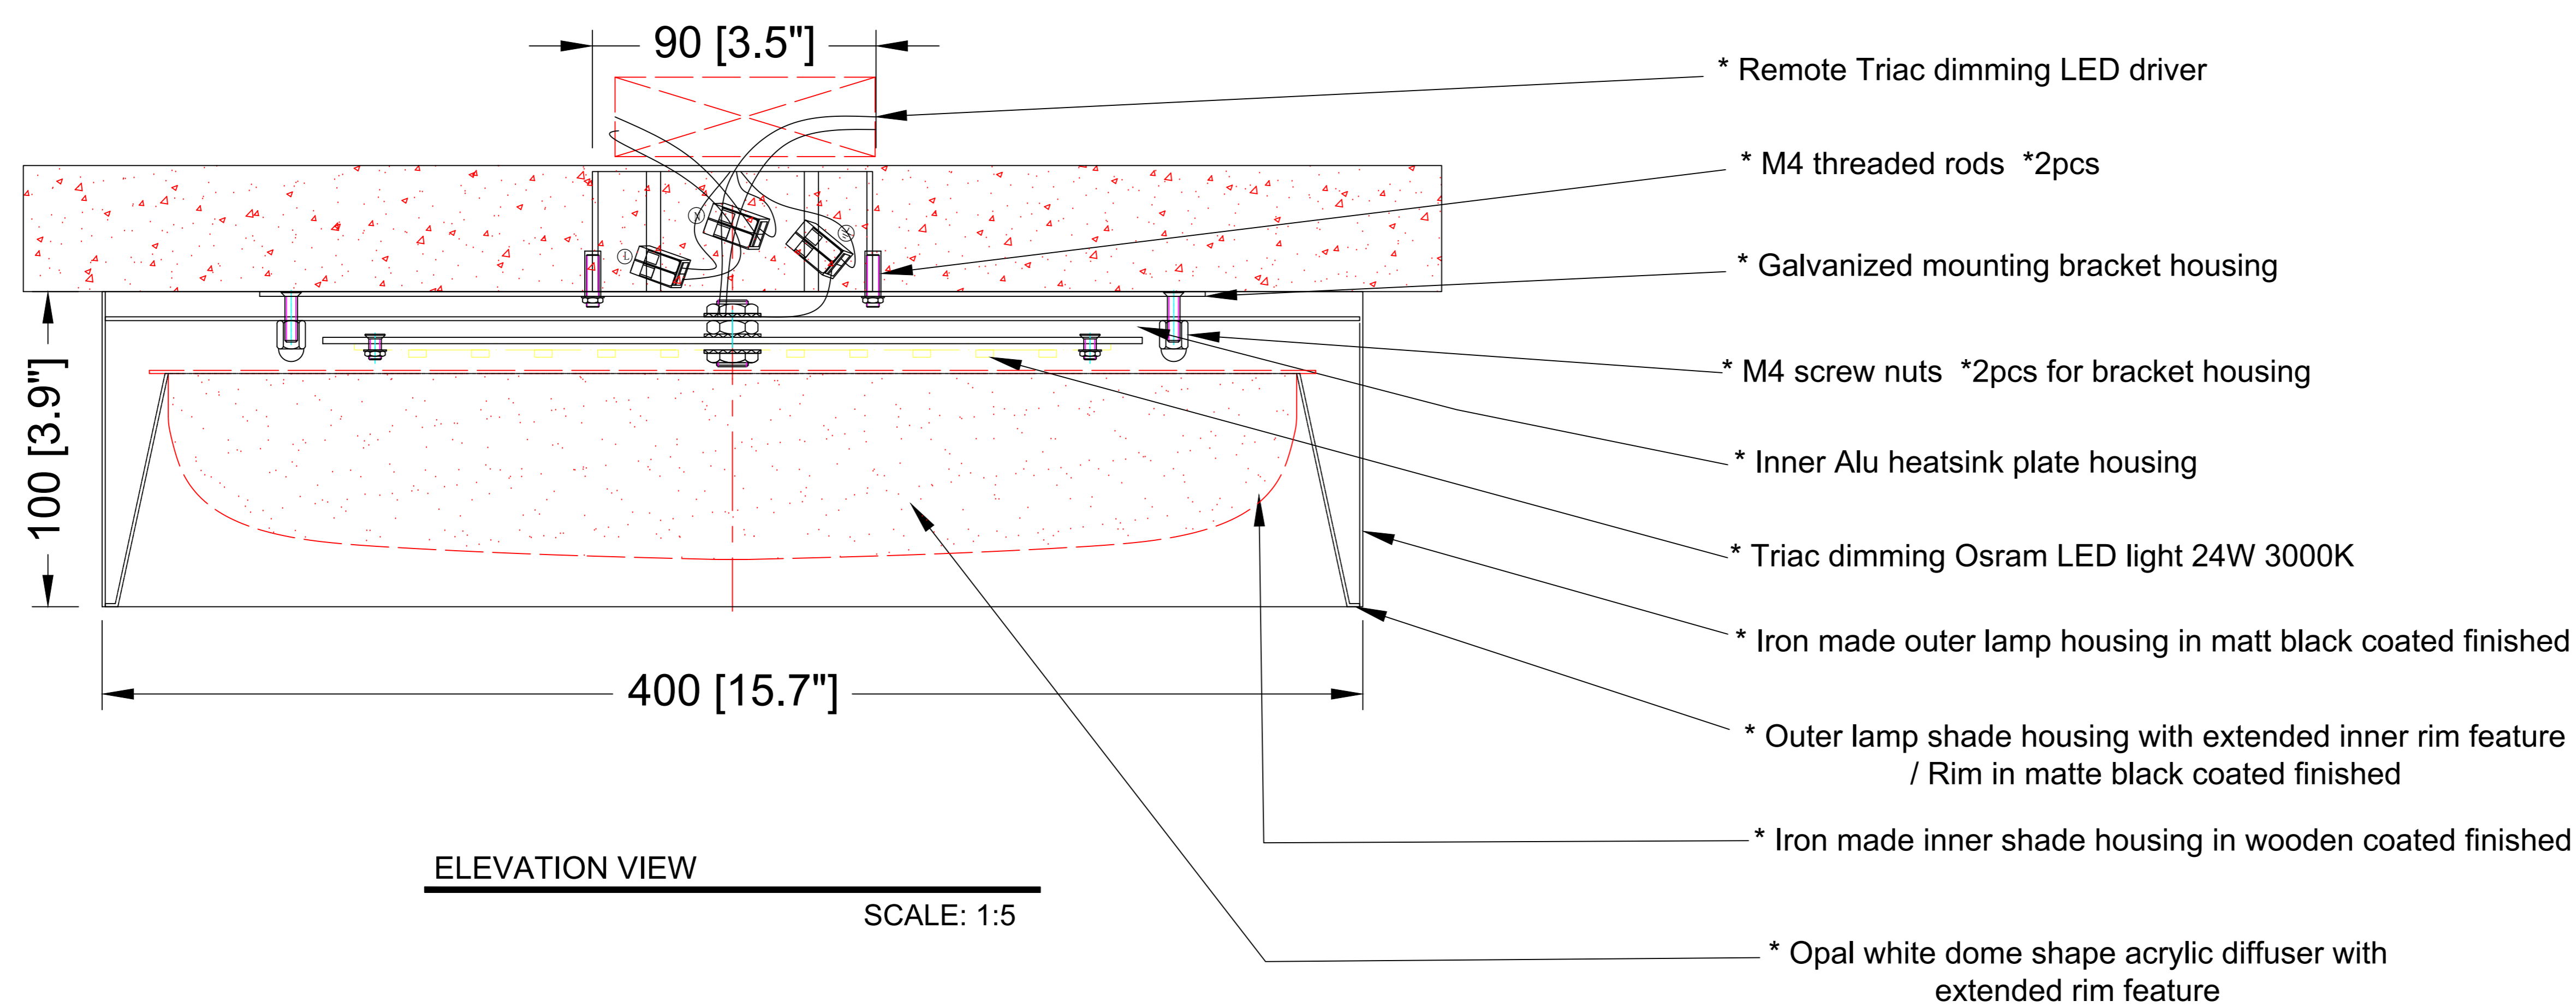 90 [3.5"]
* Remote Triac dimming LED driver
* M4 threaded rods *2pcs
* Galvanized mounting bracket housing
* M4 screw nuts *2pcs for bracket housing
* Inner Alu heatsink plate housing
* Triac dimming Osram LED light 24W 3000K
* Iron made outer lamp housing in matt black coated finished
* Outer lamp shade housing with extended inner rim feature
/ Rim in matte black coated finished
* Iron made inner shade housing in wooden coated finished
* Opal white dome shape acrylic diffuser with
extended rim feature
N
L
100 [3.9"]
400 [15.7"]
ELEVATION VIEW
SCALE: 1:5